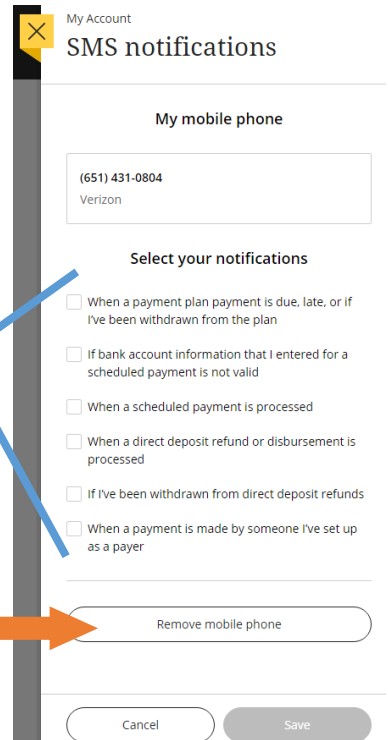 My Account
SMS notifications
My mobile phone
(651) 431-0804
Verizon
Select your notifications
When a payment plan payment is due, late, or if
I've been withdrawn from the plan
If bank account information that I entered for a
scheduled payment is not valid
When a scheduled payment is processed
When a direct deposit refund or disbursement is
processed
If I've been withdrawn from direct deposit refunds
When a payment is made by someone I've set up
as a payer
Remove mobile phone
Cancel
Save